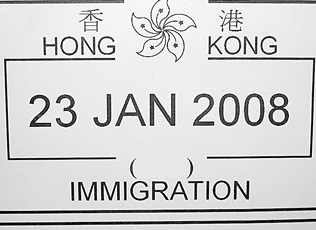 香 港
HONG KONG
23 JAN 2008
( )
IMMIGRATION